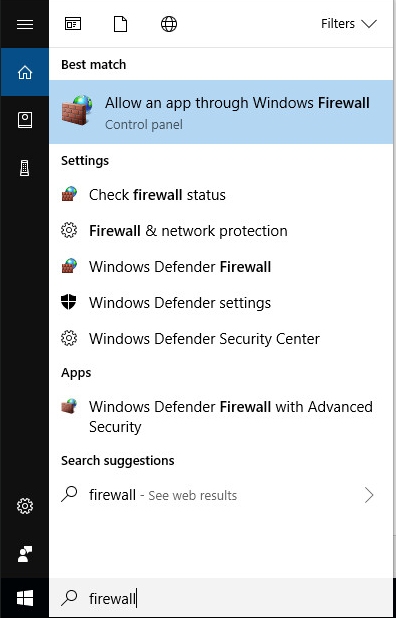 Filters
Best match
Allow an app through Windows Firewall
Control panel
Settings
Check firewall status
Firewall & network protection
Windows Defender Firewall
Windows Defender settings
Windows Defender Security Center
Apps
Windows Defender Firewall with Advanced
Security
Search suggestions
firewall - See web results
firewall